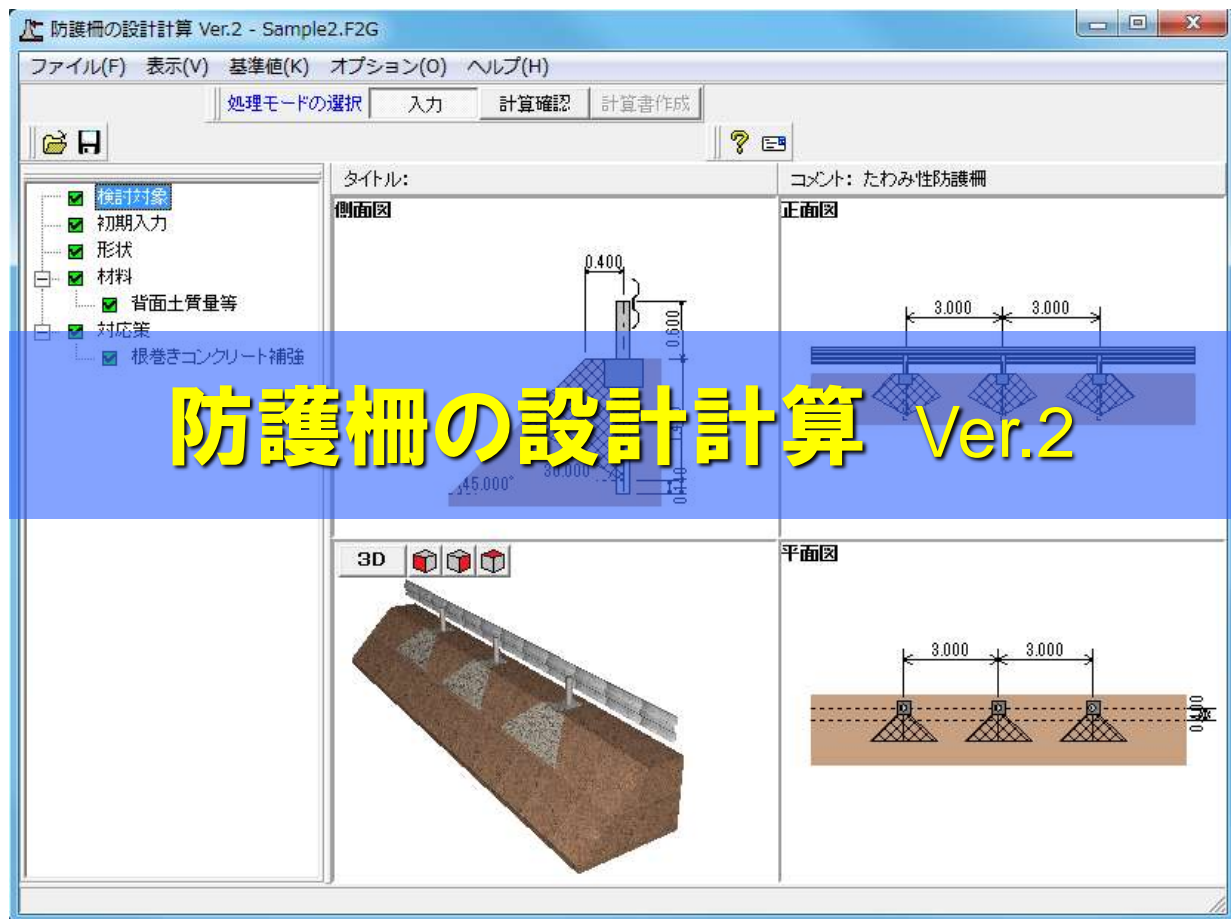 防護柵の設計計算 Ver.2 - Sample2.F2G
ファイル(F) 表示(V) 基準値(K) オプション(O) ヘルプ(H)
処理モードの選択 入力 計算確認 計算書作成
タイトル: コメント: たわみ性防護柵
検討対象
初期入力
形状
材料
背面土質量等
対応策
根巻きコンクリート補強
側面図
0.400
0.600
45.000°
30.000
正面図
3.000 3.000
防護柵の設計計算 Ver.2
3D
平面図
3.000 3.000